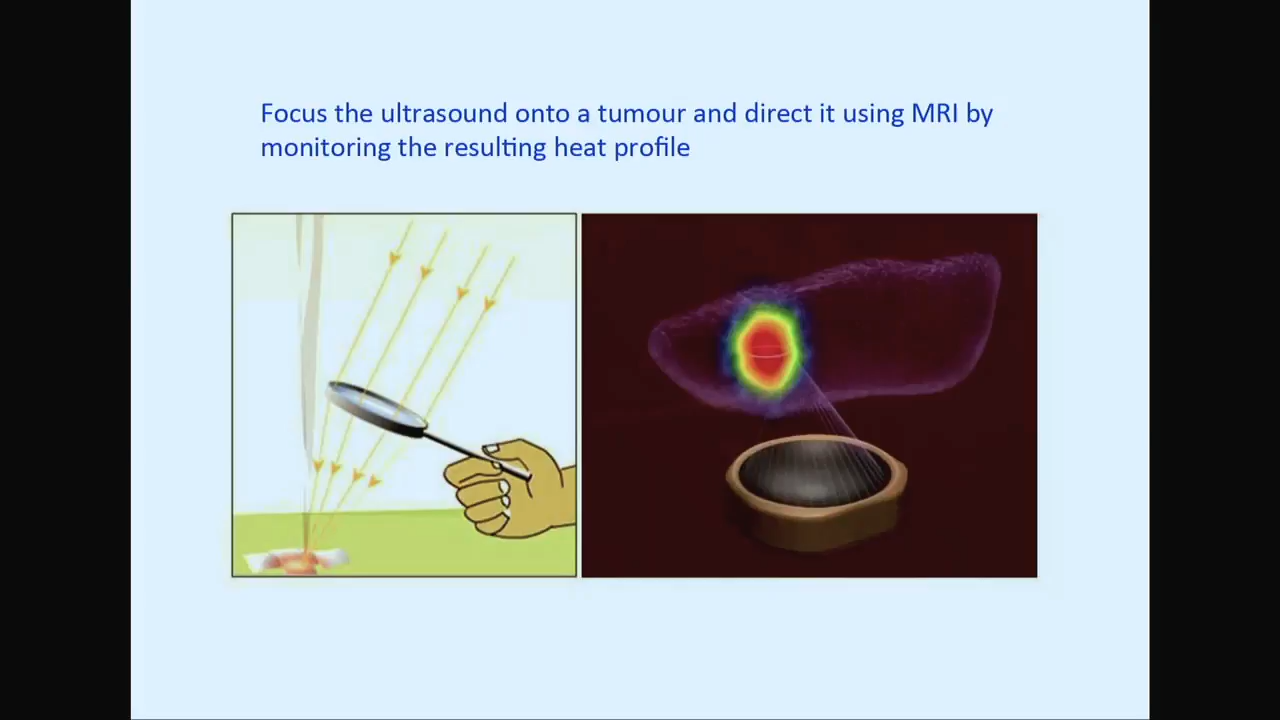 Focus the ultrasound onto a tumour and direct it using MRI by
monitoring the resulting heat profile